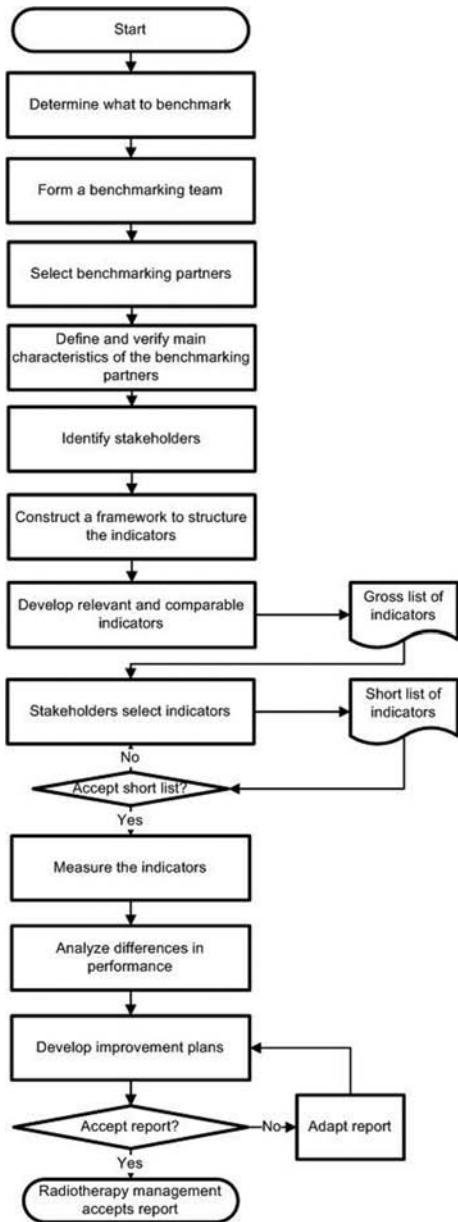 Start
Determine what to benchmark
Form a benchmarking team
Select benchmarking partners
Define and verify main
characteristics of the benchmarking
partners
Identify stakeholders
Construct a framework to structure
the indicators
Develop relevant and comparable
indicators
Gross list of
indicators
Stakeholders select indicators
Short list of
indicators
No
Accept short list?
Yes
Measure the indicators
Analyze differences in
performance
Develop improvement plans
Accept report?
No
Adapt report
Yes
Radiotherapy management
accepts report